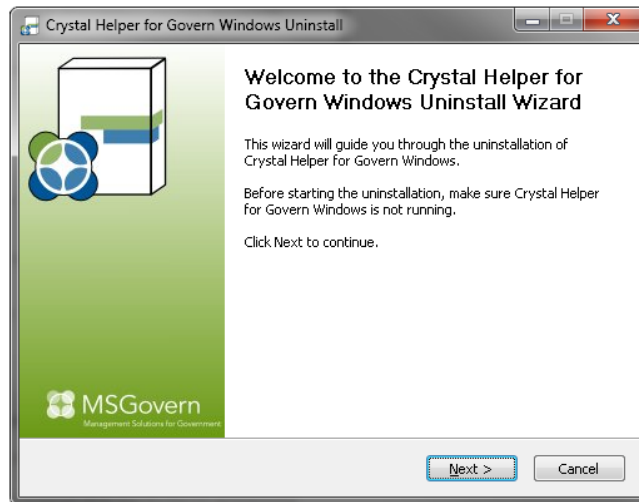 Crystal Helper for Govern Windows Uninstall
Welcome to the Crystal Helper for
Govern Windows Uninstall Wizard
This wizard will guide you through the uninstallation of
Crystal Helper for Govern Windows.
Before starting the uninstallation, make sure Crystal Helper
for Govern Windows is not running.
Click Next to continue.
MSGovern
Management Solutions for Government
Next >
Cancel